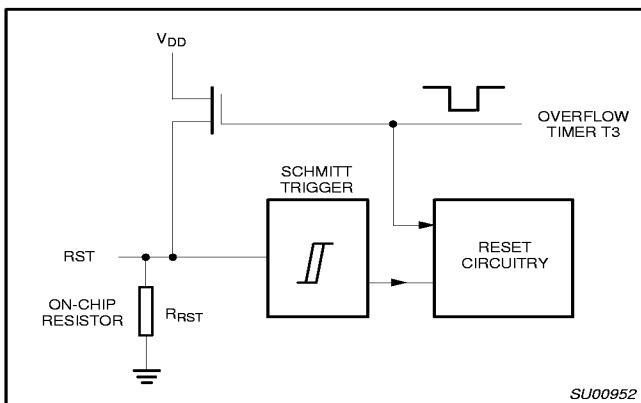 VDD
OVERFLOW
TIMER T3
SCHMITT
TRIGGER
RST
RESET
CIRCUITRY
ON-CHIP
RESISTOR
RRST
SU00952